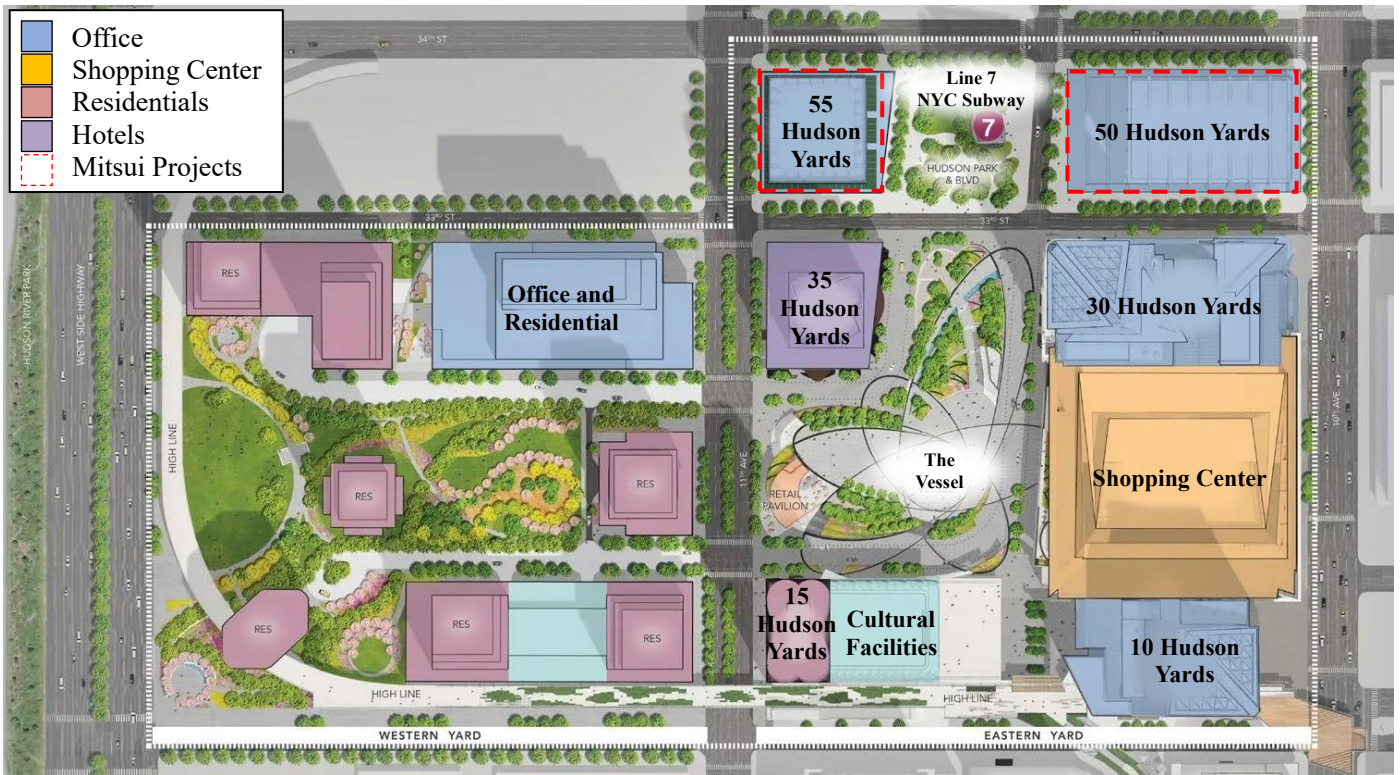 Office
Shopping Center
Residentials
Hotels
Mitsui Projects
34TH ST
55
Hudson
Yards
Line 7
NYC Subway
7
HUDSON PARK
& BLVD
50 Hudson Yards
33RD ST
33RD ST
HUDSON RIVER PARK
WEST SIDE HIGHWAY
HIGH LINE
RES
Office and
Residential
35
Hudson
Yards
30 Hudson Yards
10TH AVE
11TH AVE
RES
RES
RETAIL
PAVILION
The
Vessel
Shopping Center
RES
RES
RES
15
Hudson
Yards
Cultural
Facilities
10 Hudson
Yards
HIGH LINE
HIGH LINE
WESTERN YARD
EASTERN YARD